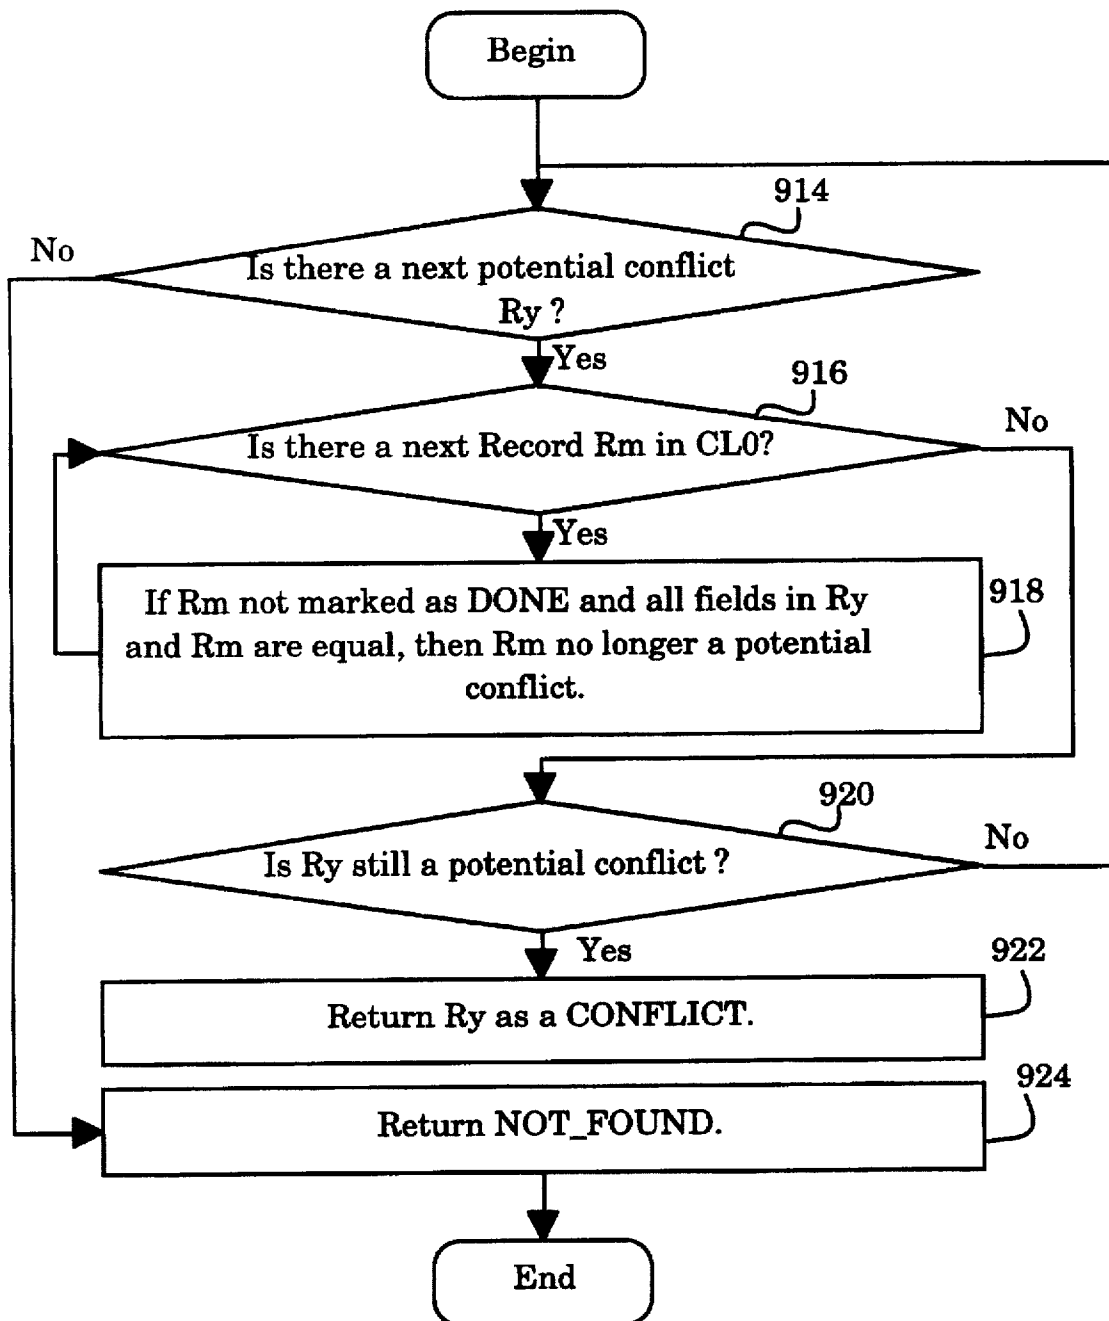 Begin
914
No
Is there a next potential conflict
Ry ?
Yes
916
No
Is there a next Record Rm in CL0?
Yes
If Rm not marked as DONE and all fields in Ry
and Rm are equal, then Rm no longer a potential
conflict.
918
920
No
Is Ry still a potential conflict ?
Yes
922
Return Ry as a CONFLICT.
924
Return NOT_FOUND.
End